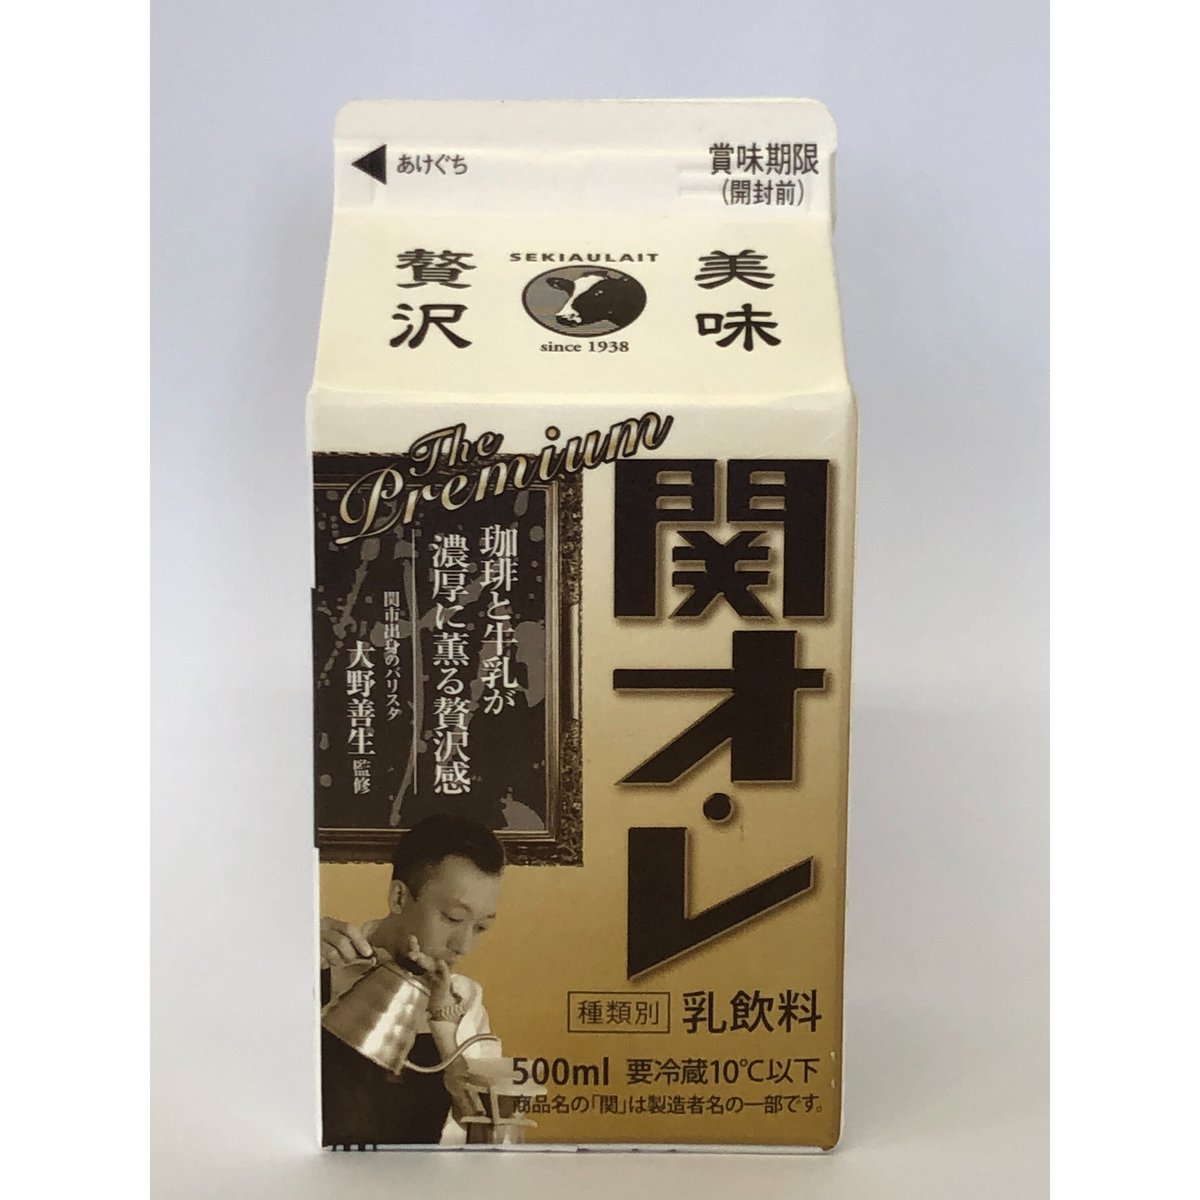 あけぐち
賞味期限
(開封前)
贅沢
SEKIAULAIT
since 1938
美味
The
Premium
関オ・レ
珈琲と牛乳が
濃厚に薫る贅沢感
関市出身のバリスタ
大野善生 監修
種類別 乳飲料
500ml 要冷蔵10℃以下
商品名の「関」は製造者名の一部です。